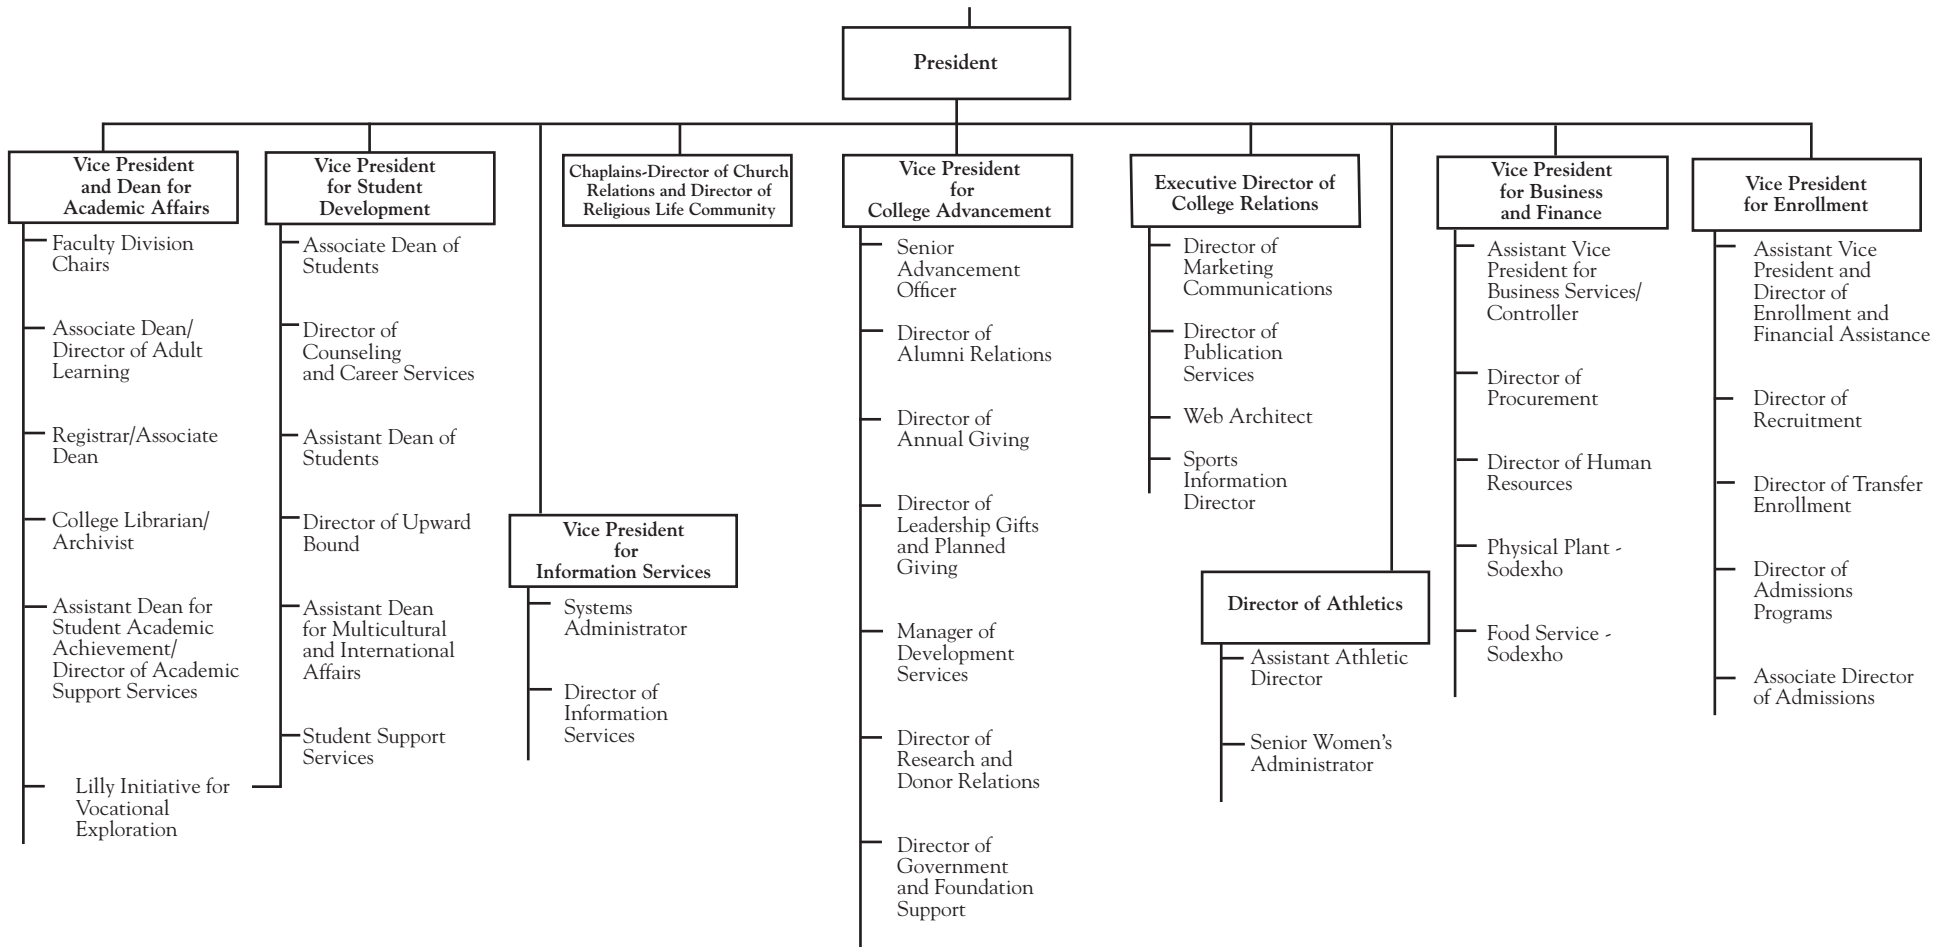 President
Vice President
and Dean for
Academic Affairs
Faculty Division
Chairs
Associate Dean/
Director of Adult
Learning
Registrar/Associate
Dean
College Librarian/
Archivist
Assistant Dean for
Student Academic
Achievement/
Director of Academic
Support Services
Lilly Initiative for
Vocational
Exploration
Vice President
for Student
Development
Associate Dean of
Students
Director of
Counseling
and Career Services
Assistant Dean of
Students
Director of Upward
Bound
Assistant Dean
for Multicultural
and International
Affairs
Student Support
Services
Vice President
for
Information Services
Systems
Administrator
Director of
Information
Services
Chaplains-Director of Church
Relations and Director of
Religious Life Community
Vice President
for
College Advancement
Senior
Advancement
Officer
Director of
Alumni Relations
Director of
Annual Giving
Director of
Leadership Gifts
and Planned
Giving
Manager of
Development
Services
Director of
Research and
Donor Relations
Director of
Government
and Foundation
Support
Executive Director of
College Relations
Director of
Marketing
Communications
Director of
Publication
Services
Web Architect
Sports
Information
Director
Director of Athletics
Assistant Athletic
Director
Senior Women's
Administrator
Vice President
for Business
and Finance
Assistant Vice
President for
Business Services/
Controller
Director of
Procurement
Director of Human
Resources
Physical Plant -
Sodexho
Food Service -
Sodexho
Vice President
for Enrollment
Assistant Vice
President and
Director of
Enrollment and
Financial Assistance
Director of
Recruitment
Director of Transfer
Enrollment
Director of
Admissions
Programs
Associate Director
of Admissions